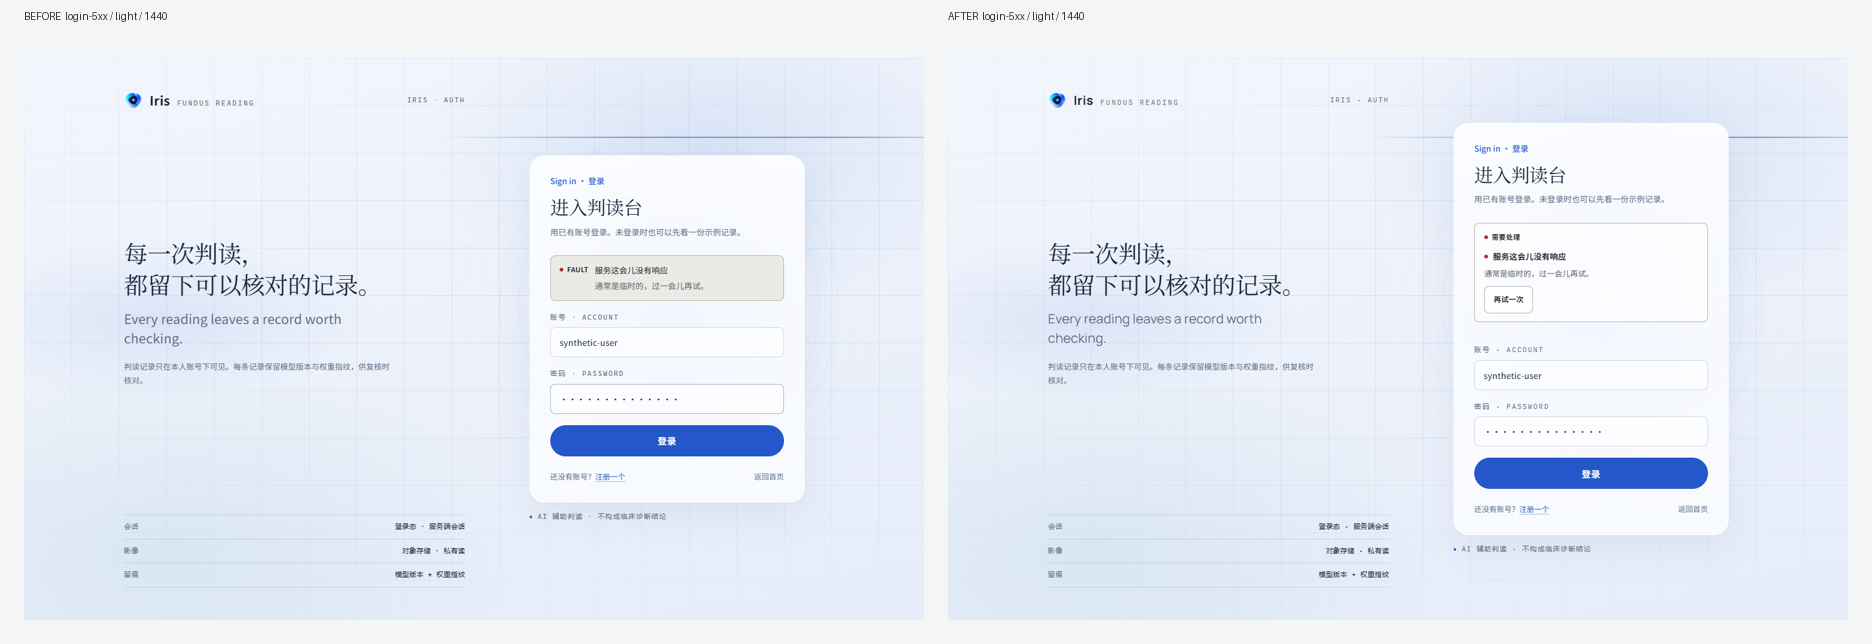 BEFORE login-5xx / light / 1440
Iris FUNDUS READING
IRIS · AUTH
每一次判读，
都留下可以核对的记录。
Every reading leaves a record worth
checking.
判读记录只在本人账号下可见。每条记录保留模型版本与权重指纹，供复核时
核对。
会话 登录态 · 服务端会话
影像 对象存储 · 私有读
留痕 模型版本 + 权重指纹
Sign in · 登录
进入判读台
用已有账号登录。未登录时也可以先看一份示例记录。
FAULT 服务这会儿没有响应
通常是临时的，过一会儿再试。
账号 · ACCOUNT
synthetic-user
密码 · PASSWORD
··············
登录
还没有账号？注册一个 返回首页
AI 辅助判读 · 不构成临床诊断结论
AFTER login-5xx / light / 1440
Iris FUNDUS READING
IRIS · AUTH
每一次判读，
都留下可以核对的记录。
Every reading leaves a record worth
checking.
判读记录只在本人账号下可见。每条记录保留模型版本与权重指纹，供复核时
核对。
会话 登录态 · 服务端会话
影像 对象存储 · 私有读
留痕 模型版本 + 权重指纹
Sign in · 登录
进入判读台
用已有账号登录。未登录时也可以先看一份示例记录。
需要处理
服务这会儿没有响应
通常是临时的，过一会儿再试。
再试一次
账号 · ACCOUNT
synthetic-user
密码 · PASSWORD
··············
登录
还没有账号？注册一个 返回首页
AI 辅助判读 · 不构成临床诊断结论